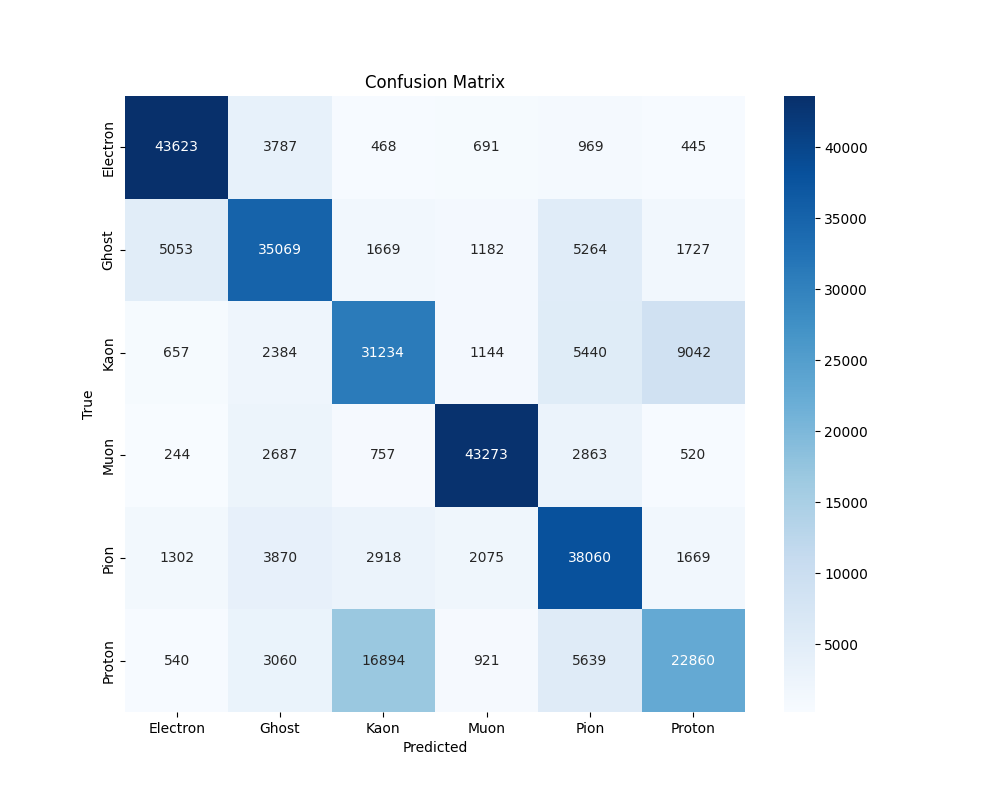 Confusion Matrix
Electron 43623 3787 468 691 969 445
Ghost 5053 35069 1669 1182 5264 1727
Kaon 657 2384 31234 1144 5440 9042
Muon 244 2687 757 43273 2863 520
Pion 1302 3870 2918 2075 38060 1669
Proton 540 3060 16894 921 5639 22860
True
Electron Ghost Kaon Muon Pion Proton
Predicted
40000
35000
30000
25000
20000
15000
10000
5000